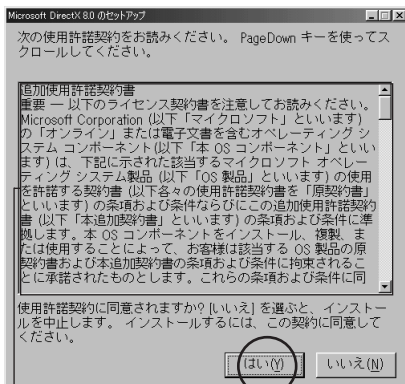 Microsoft DirectX 8.0 のセットアップ
次の使用許諾契約をお読みください。 PageDown キーを使ってス
クロールしてください。
追加使用許諾契約書
重要 — 以下のライセンス契約書を注意してお読みください。
Microsoft Corporation (以下「マイクロソフト」といいます)
の「オンライン」または電子文書を含むオペレーティング シ
ステム コンポーネント(以下「本 OS コンポーネント」といい
ます) は、下記に示された該当するマイクロソフト オペレー
ティング システム製品 (以下「OS 製品」といいます) の使用
を許諾する契約書 (以下各々の使用許諾契約書を「原契約書」
といいます) の条項および条件ならびにこの追加使用許諾契約
書 (以下「本追加契約書」といいます) の条項および条件に準
拠します。本 OS コンポーネントをインストール、複製、ま
たは使用することによって、お客様は該当する OS 製品の原
契約書および本追加契約書の条項および条件に拘束されるこ
とに承諾されたものとします。これらの条項および条件に同
使用許諾契約に同意されますか? [いいえ] を選ぶと、インストー
ルを中止します。 インストールするには、この契約に同意して
ください。
はい(Y) いいえ(N)